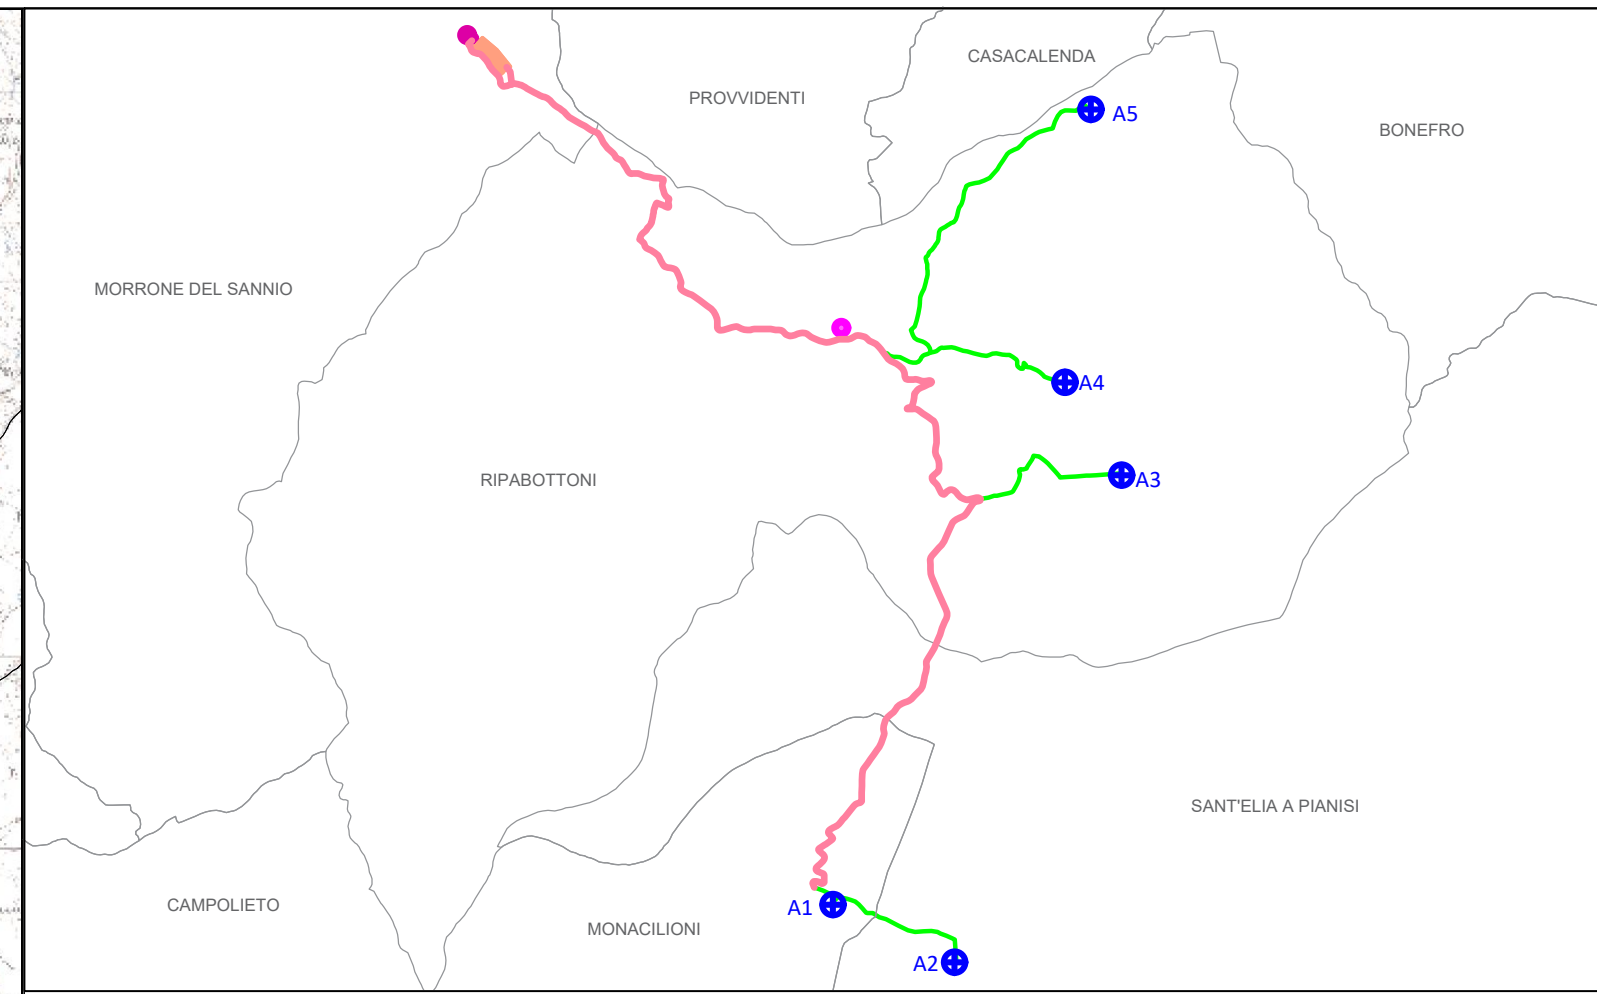 CASACALENDA
PROVVIDENTI
A5
BONEFRO
MORRONE DEL SANNIO
A4
RIPABOTTONI
A3
SANT'ELIA A PIANISI
CAMPOLIETO
A1
MONACILIONI
A2